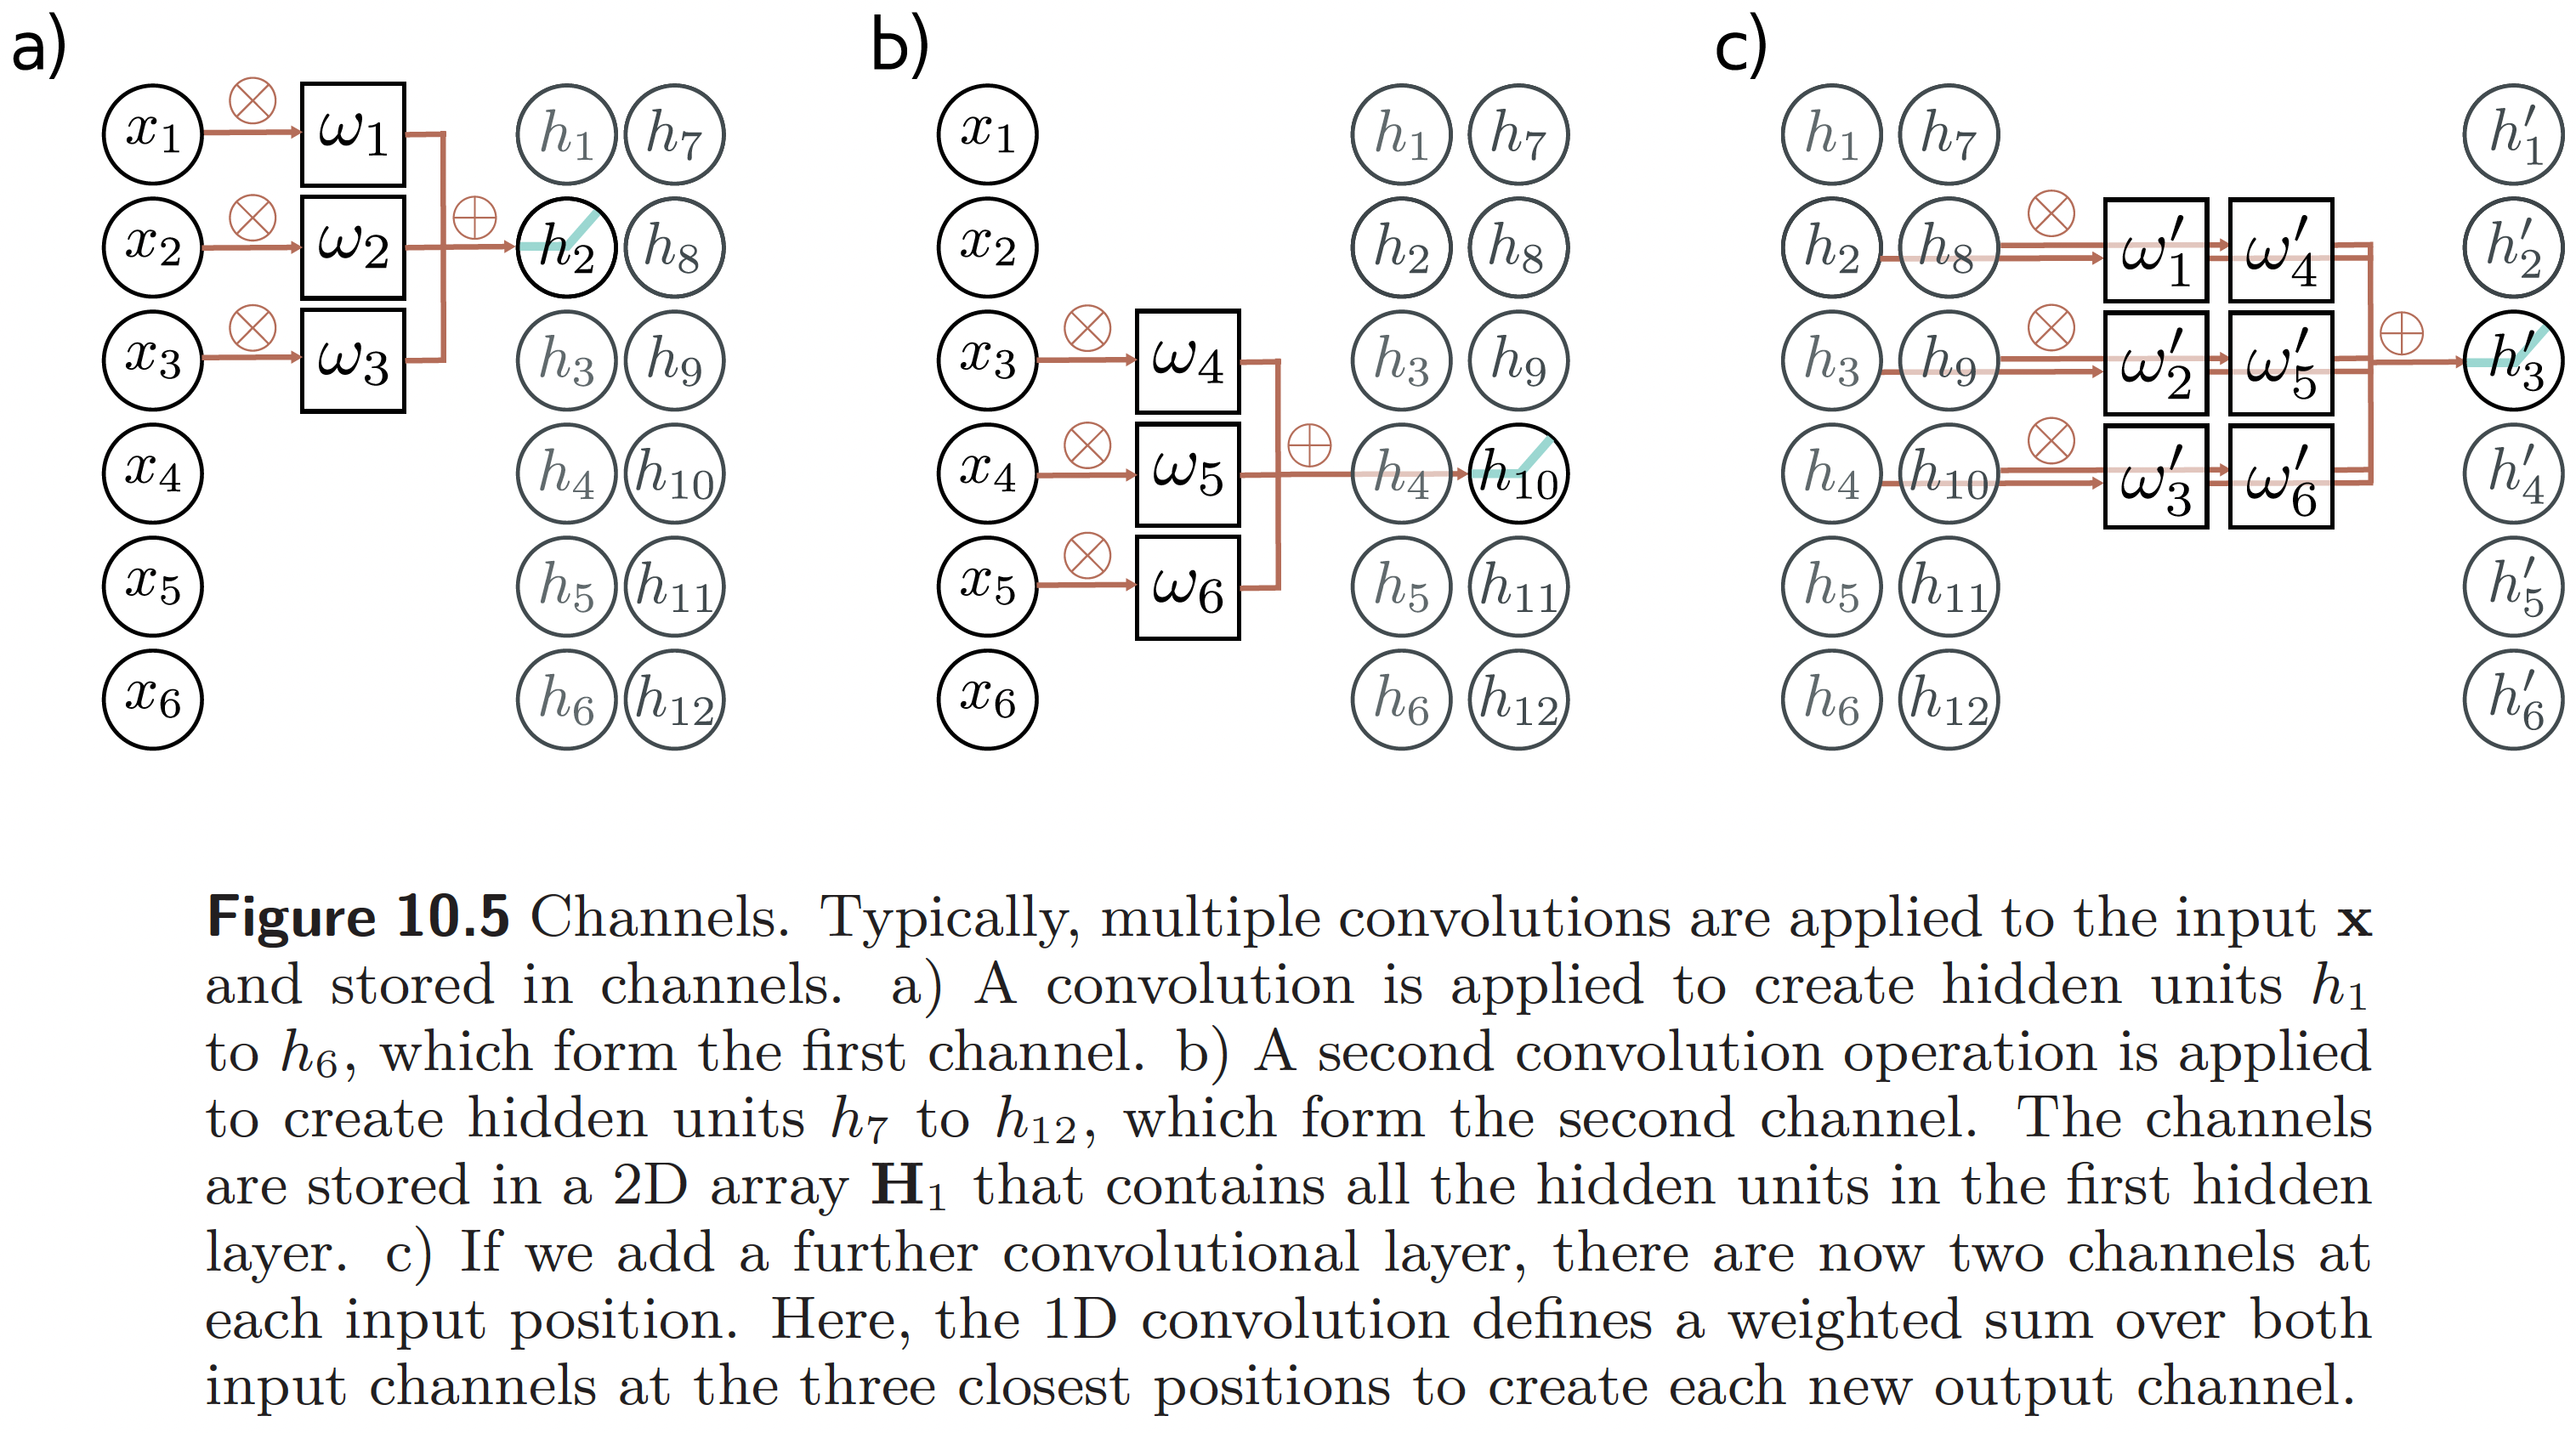 a) b) c)
x₁ ω₁ h₁ h₇ x₁ h₁ h₇ h₁ h₇ h′₁
x₂ ω₂ h₂ h₈ x₂ h₂ h₈ h₂ h₈ ω′₁ ω′₄ h′₂
x₃ ω₃ h₃ h₉ x₃ ω₄ h₃ h₉ h₃ h₉ ω′₂ ω′₅ h′₃
x₄ h₄ h₁₀ x₄ ω₅ h₄ h₁₀ h₄ h₁₀ ω′₃ ω′₆ h′₄
x₅ h₅ h₁₁ x₅ ω₆ h₅ h₁₁ h₅ h₁₁ h′₅
x₆ h₆ h₁₂ x₆ h₆ h₁₂ h₆ h₁₂ h′₆
Figure 10.5 Channels. Typically, multiple convolutions are applied to the input x
and stored in channels. a) A convolution is applied to create hidden units h₁
to h₆, which form the first channel. b) A second convolution operation is applied
to create hidden units h₇ to h₁₂, which form the second channel. The channels
are stored in a 2D array H₁ that contains all the hidden units in the first hidden
layer. c) If we add a further convolutional layer, there are now two channels at
each input position. Here, the 1D convolution defines a weighted sum over both
input channels at the three closest positions to create each new output channel.